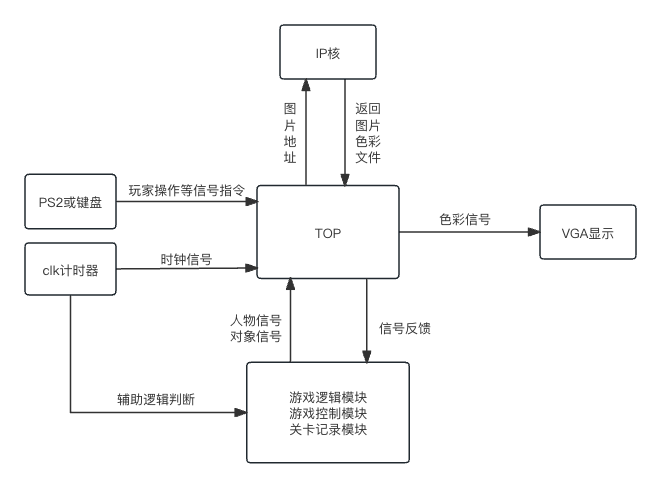 IP核
图
片
地
址
返回
图片
色彩
文件
PS2或键盘
玩家操作等信号指令
TOP
色彩信号
VGA显示
clk计时器
时钟信号
人物信号
对象信号
信号反馈
辅助逻辑判断
游戏逻辑模块
游戏控制模块
关卡记录模块